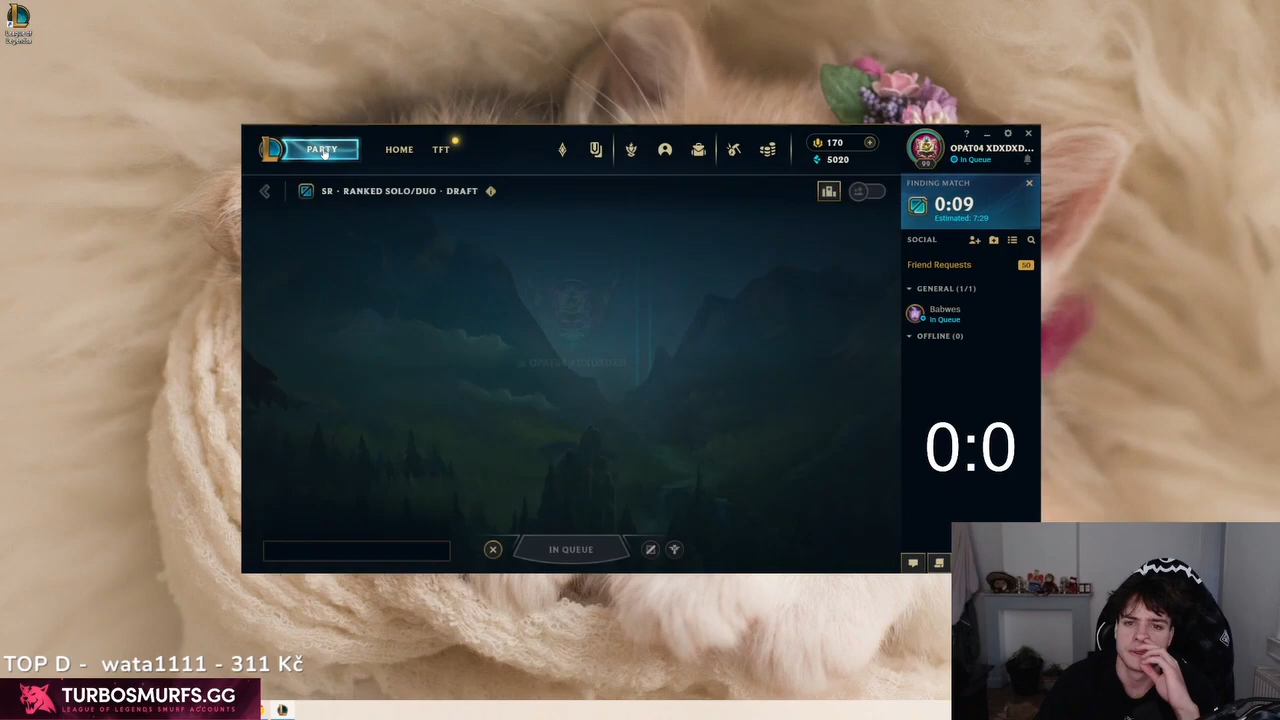 League of
Legends
PARTY
HOME
TFT
170
5020
99
OPAT04 XDXDXD...
In Queue
SR · RANKED SOLO/DUO · DRAFT
FINDING MATCH
0:09
Estimated: 7:29
SOCIAL
Friend Requests
50
GENERAL (1/1)
Babwes
In Queue
OFFLINE (0)
0:0
IN QUEUE
TOP D - wata1111 - 311 Kč
TURBOSMURFS.GG
LEAGUE OF LEGENDS SMURF ACCOUNTS